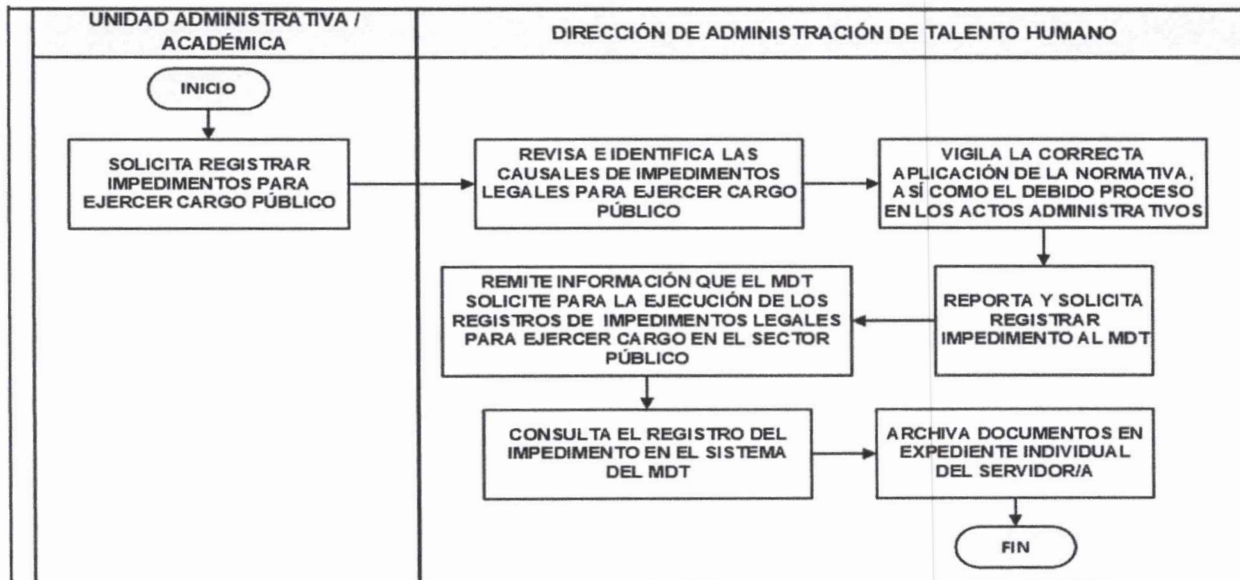 UNIDAD ADMINISTRATIVA /
ACADÉMICA
DIRECCIÓN DE ADMINISTRACIÓN DE TALENTO HUMANO
INICIO
SOLICITA REGISTRAR
IMPEDIMENTOS PARA
EJERCER CARGO PÚBLICO
REVISA E IDENTIFICA LAS
CAUSALES DE IMPEDIMENTOS
LEGALES PARA EJERCER CARGO
PÚBLICO
VIGILA LA CORRECTA
APLICACIÓN DE LA NORMATIVA,
ASÍ COMO EL DEBIDO PROCESO
EN LOS ACTOS ADMINISTRATIVOS
REPORTA Y SOLICITA
REGISTRAR
IMPEDIMENTO AL MDT
REMITE INFORMACIÓN QUE EL MDT
SOLICITE PARA LA EJECUCIÓN DE LOS
REGISTROS DE IMPEDIMENTOS LEGALES
PARA EJERCER CARGO EN EL SECTOR
PÚBLICO
CONSULTA EL REGISTRO DEL
IMPEDIMENTO EN EL SISTEMA
DEL MDT
ARCHIVA DOCUMENTOS EN
EXPEDIENTE INDIVIDUAL
DEL SERVIDOR/A
FIN